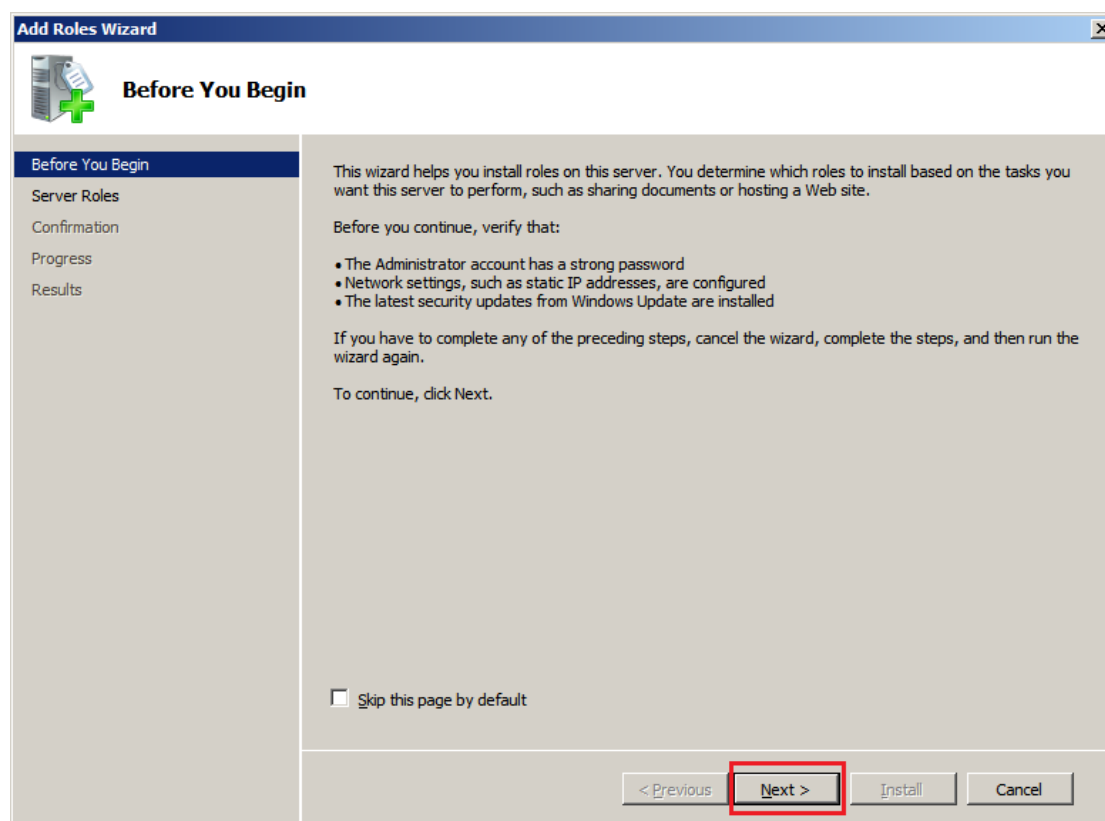 Add Roles Wizard
Before You Begin
Before You Begin
Server Roles
Confirmation
Progress
Results
This wizard helps you install roles on this server. You determine which roles to install based on the tasks you
want this server to perform, such as sharing documents or hosting a Web site.
Before you continue, verify that:
• The Administrator account has a strong password
• Network settings, such as static IP addresses, are configured
• The latest security updates from Windows Update are installed
If you have to complete any of the preceding steps, cancel the wizard, complete the steps, and then run the
wizard again.
To continue, click Next.
Skip this page by default
< Previous
Next >
Install
Cancel